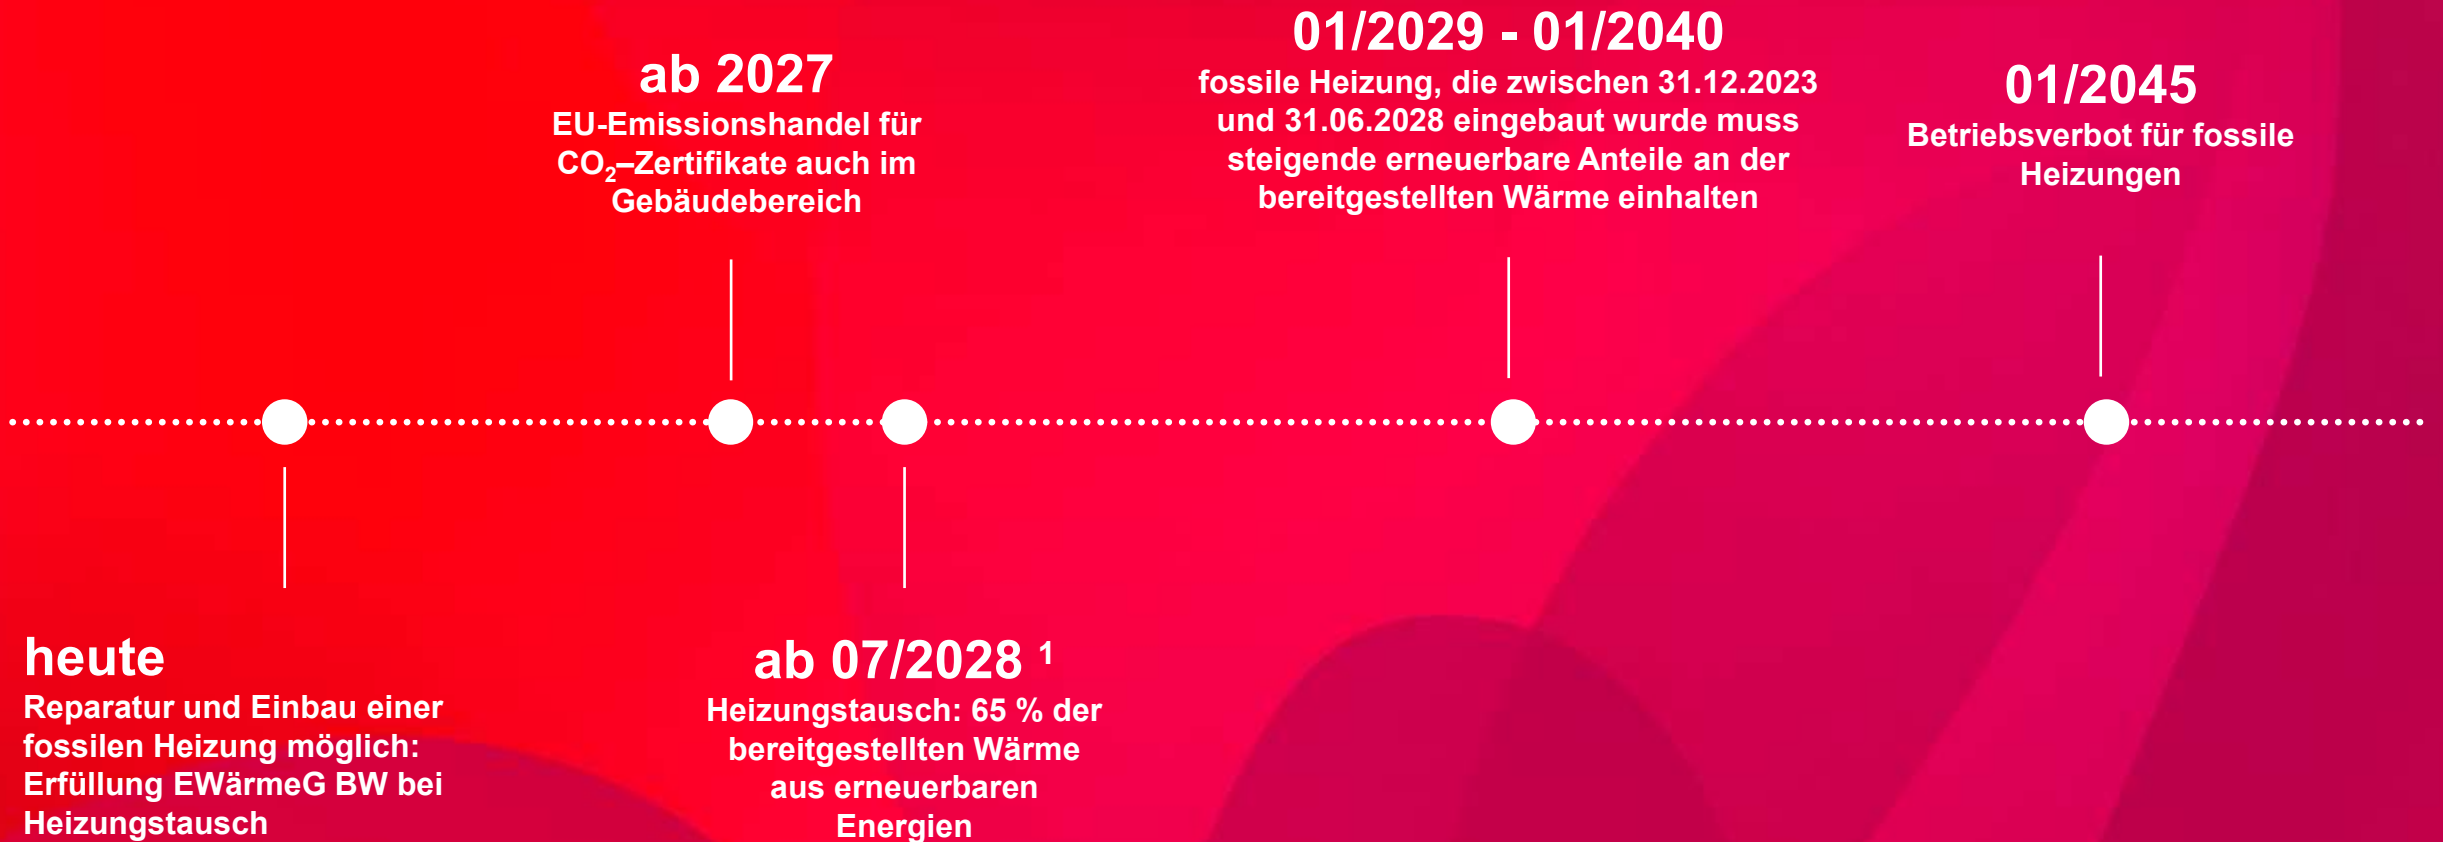 heute
Reparatur und Einbau einer
fossilen Heizung möglich:
Erfüllung EWärmeG BW bei
Heizungstausch
ab 2027
EU-Emissionshandel für
CO₂–Zertifikate auch im
Gebäudebereich
ab 07/2028 ¹
Heizungstausch: 65 % der
bereitgestellten Wärme
aus erneuerbaren
Energien
01/2029 - 01/2040
fossile Heizung, die zwischen 31.12.2023
und 31.06.2028 eingebaut wurde muss
steigende erneuerbare Anteile an der
bereitgestellten Wärme einhalten
01/2045
Betriebsverbot für fossile
Heizungen